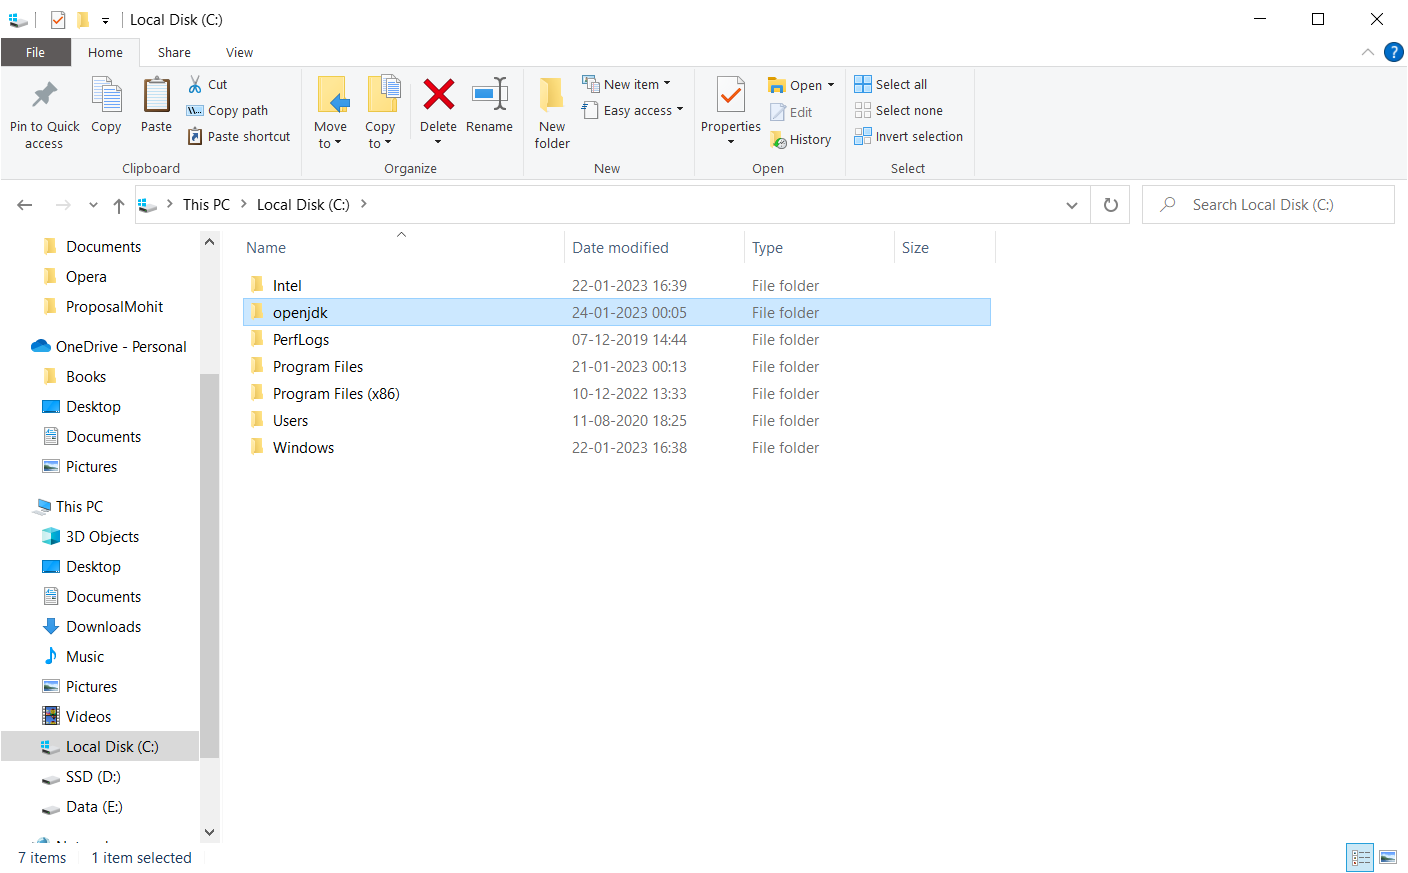 Local Disk (C:)
File Home Share View
Pin to Quick access
Copy
Paste
Cut
Copy path
Paste shortcut
Clipboard
Move to
Copy to
Delete
Rename
Organize
New folder
New item
Easy access
New
Properties
Open
Edit
History
Open
Select all
Select none
Invert selection
Select
This PC Local Disk (C:)
Search Local Disk (C:)
Documents
Opera
ProposalMohit
OneDrive - Personal
Books
Desktop
Documents
Pictures
This PC
3D Objects
Desktop
Documents
Downloads
Music
Pictures
Videos
Local Disk (C:)
SSD (D:)
Data (E:)
Name Date modified Type Size
Intel 22-01-2023 16:39 File folder
openjdk 24-01-2023 00:05 File folder
PerfLogs 07-12-2019 14:44 File folder
Program Files 21-01-2023 00:13 File folder
Program Files (x86) 10-12-2022 13:33 File folder
Users 11-08-2020 18:25 File folder
Windows 22-01-2023 16:38 File folder
7 items 1 item selected